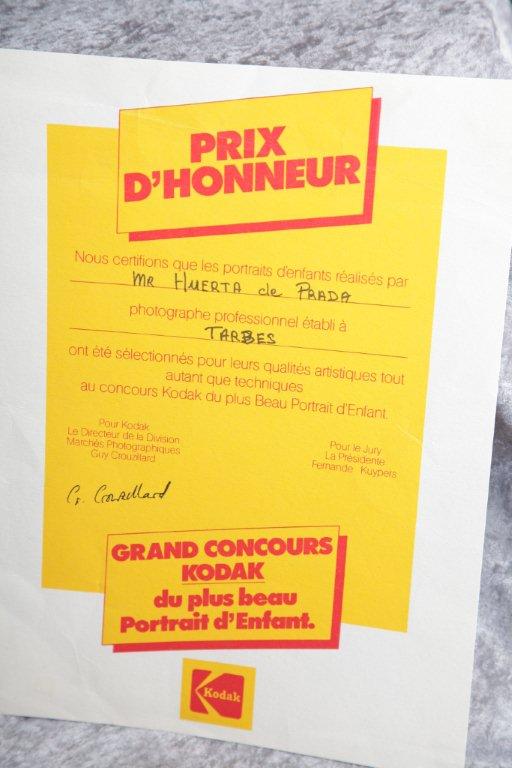 PRIX
D'HONNEUR
Nous certifions que les portraits d'enfants réalisés par
MR HUERTA de PRADA
photographe professionnel établi à
TARBES
ont été sélectionnés pour leurs qualités artistiques tout
autant que techniques
au concours Kodak du plus Beau Portrait d'Enfant.
Pour Kodak
Le Directeur de la Division
Marchés Photographiques
Guy Crouzillard
Pour le Jury
La Présidente
Fernande Kuypers
G. Crouzillard
GRAND CONCOURS
KODAK
du plus beau
Portrait d'Enfant.
Kodak